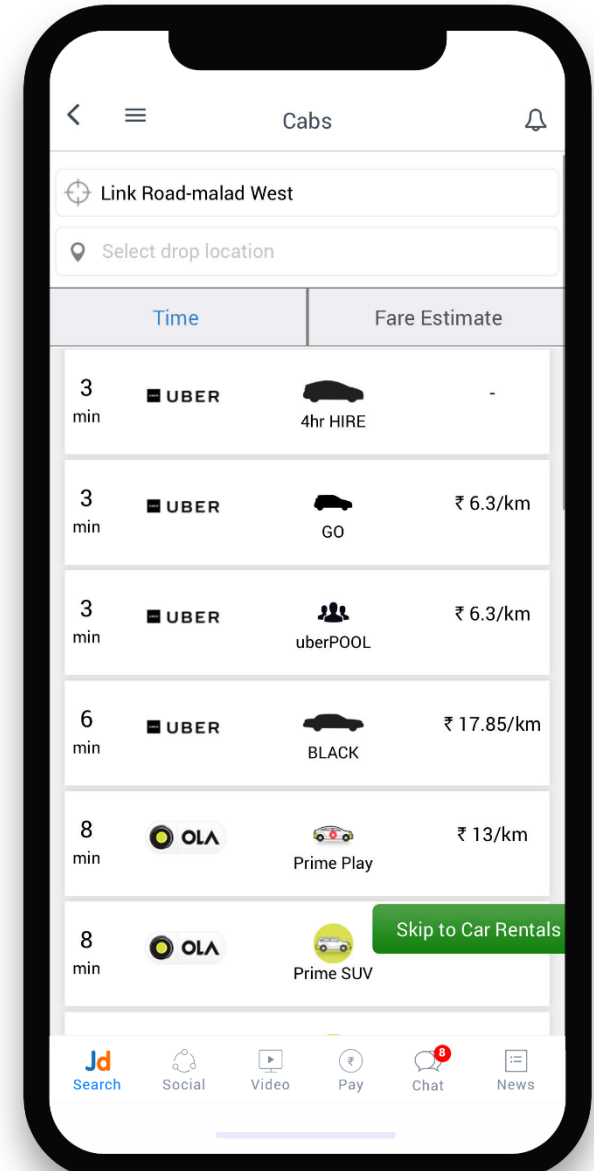 Cabs
Link Road-malad West
Select drop location
Time Fare Estimate
3 min UBER 4hr HIRE -
3 min UBER GO ₹ 6.3/km
3 min UBER uberPOOL ₹ 6.3/km
6 min UBER BLACK ₹ 17.85/km
8 min OLA Prime Play ₹ 13/km
8 min OLA Prime SUV
Skip to Car Rentals
Jd 8
Search Social Video Pay Chat News